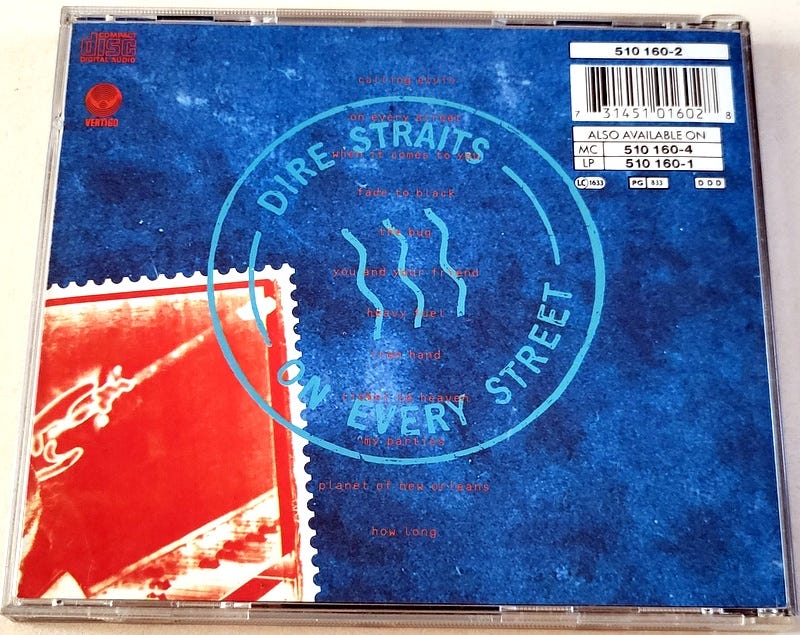 COMPACT
disc
DIGITAL AUDIO
VERTIGO
510 160-2
7 31451 01602 8
ALSO AVAILABLE ON
MC 510 160-4
LP 510 160-1
LC 1633
PG 833
D D D
DIRE STRAITS
ON EVERY STREET
calling elvis
on every street
when it comes to you
fade to black
the bug
you and your friend
heavy fuel
iron hand
ticket to heaven
my parties
planet of new orleans
how long